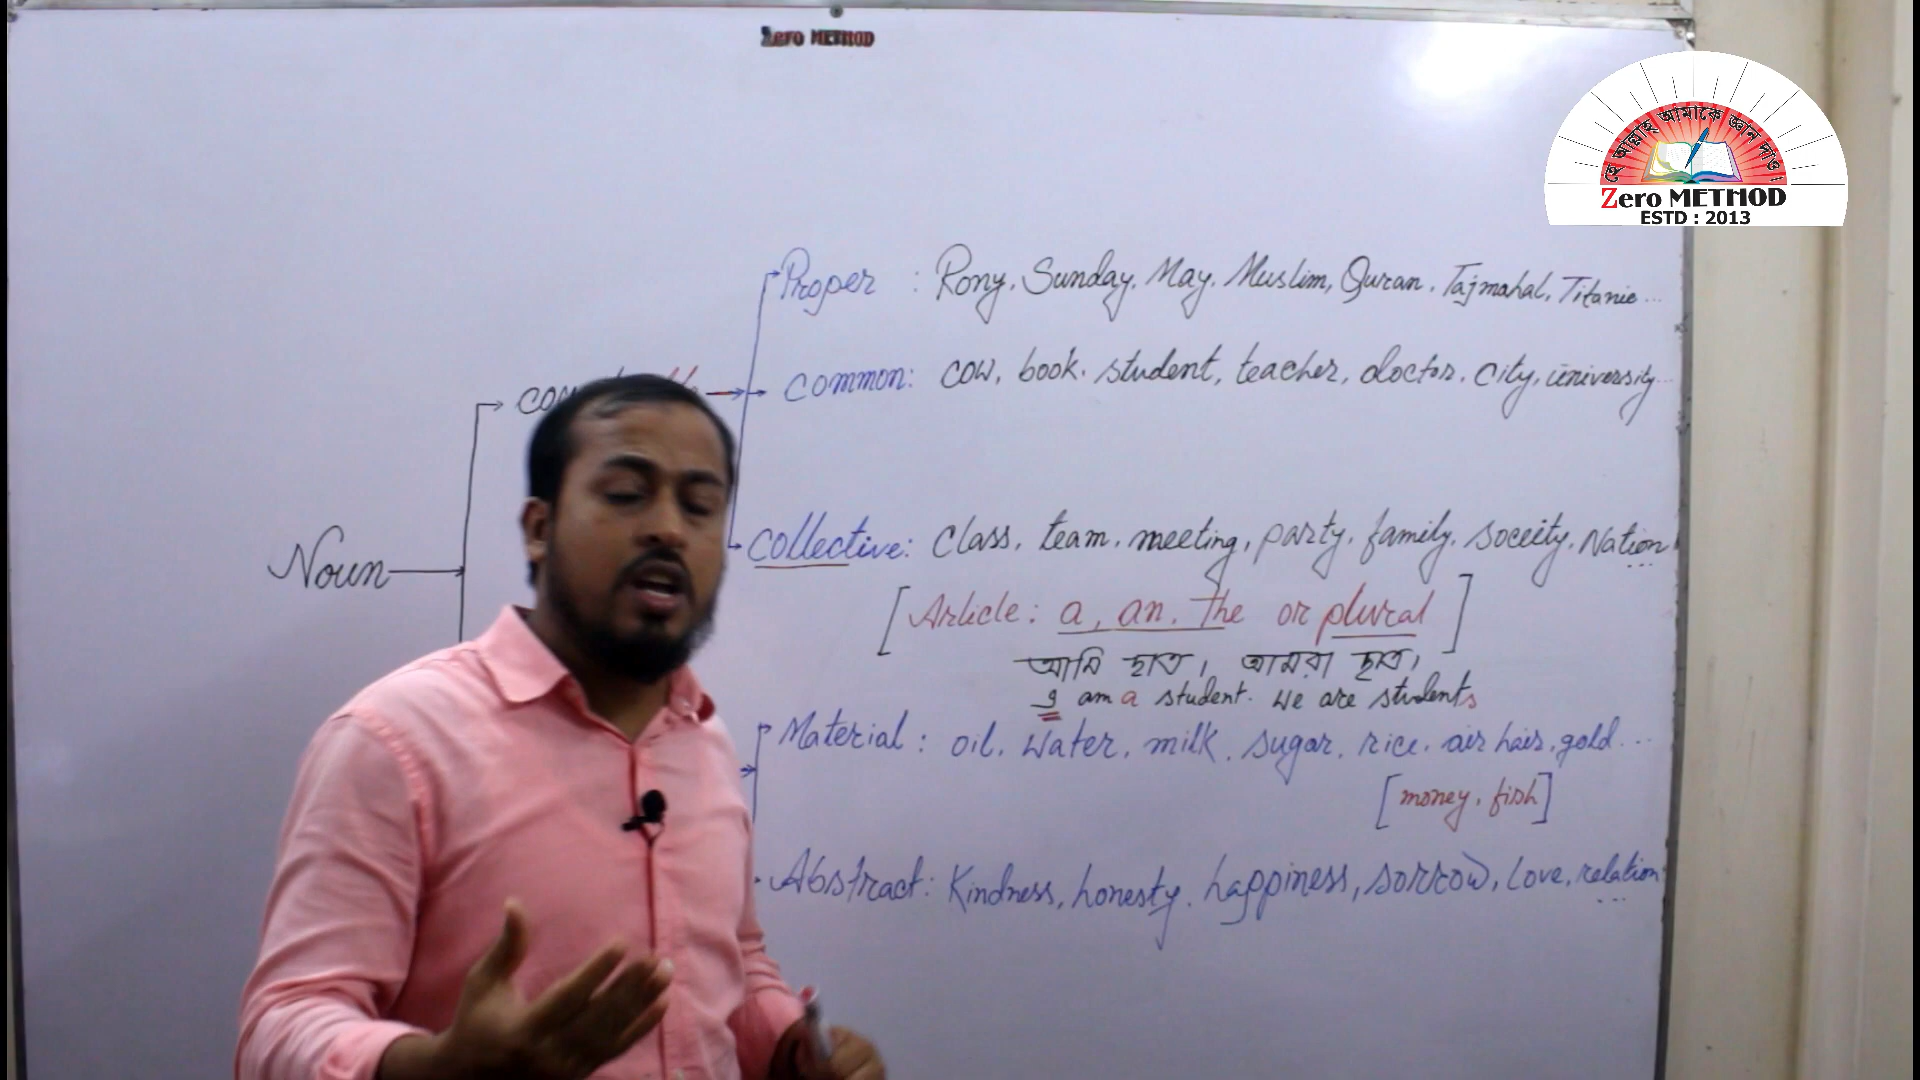 Zero METHOD
হে আল্লাহ আমাকে জ্ঞান দাও।
Zero METHOD
ESTD : 2013
Proper : Rony, Sunday, May, Muslim, Quran, Tajmahal, Titanic ...
common: cow, book, student, teacher, doctor, city, university...
Noun
collective: class, team, meeting, party, family, soceity, Nation ...
[Article: a, an, The or plural]
আমি ছাত্র। আমরা ছাত্র।
I am a student. We are students
Material : oil, water, milk, sugar, rice, air hair, gold ...
[money, fish]
Abstract: Kindness, honesty, happiness, sorrow, love, relation ...